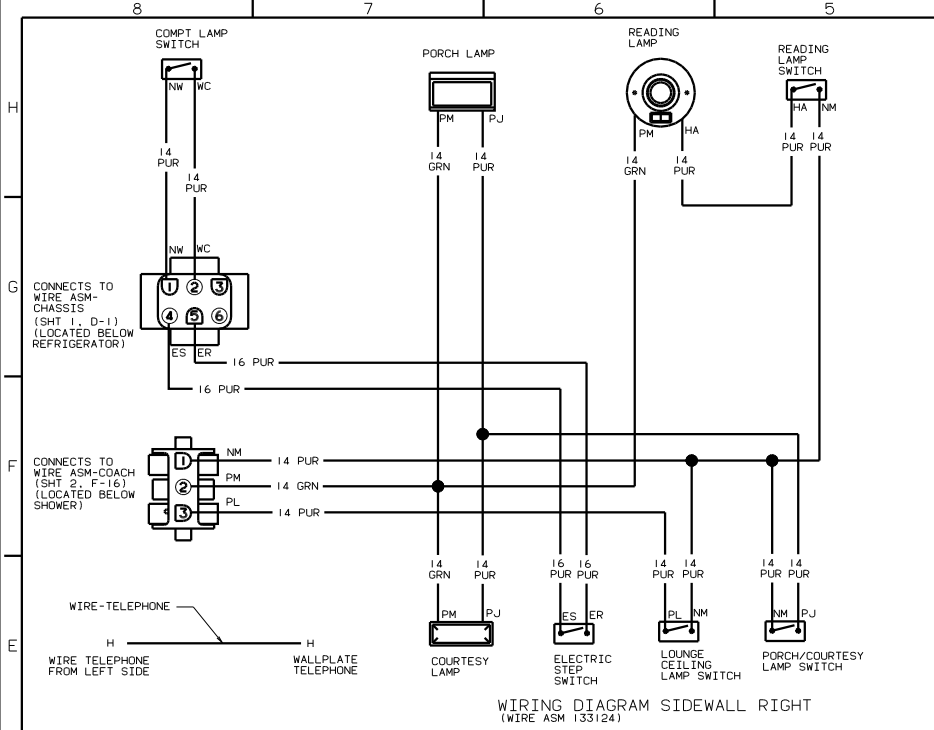 8 7 6 5
COMPT LAMP
SWITCH
NW WC
14
PUR
14
PUR
NW WC
PORCH LAMP
PM PJ
14
GRN
14
PUR
READING
LAMP
PM HA
14
GRN
14
PUR
READING
LAMP
SWITCH
HA NM
14
PUR
14
PUR
H
G
F
E
CONNECTS TO
WIRE ASM-
CHASSIS
(SHT 1, D-1)
(LOCATED BELOW
REFRIGERATOR)
1 2 3
4 5 6
ES ER
16 PUR
16 PUR
CONNECTS TO
WIRE ASM-COACH
(SHT 2, F-16)
(LOCATED BELOW
SHOWER)
1
2
3
NM
14 PUR
PM
14 GRN
PL
14 PUR
14
GRN
14
PUR
16
PUR
16
PUR
14
PUR
14
PUR
14
PUR
14
PUR
PM PJ
ES ER
PL NM
NM PJ
COURTESY
LAMP
ELECTRIC
STEP
SWITCH
LOUNGE
CEILING
LAMP SWITCH
PORCH/COURTESY
LAMP SWITCH
WIRE-TELEPHONE
H H
WIRE TELEPHONE
FROM LEFT SIDE
WALLPLATE
TELEPHONE
WIRING DIAGRAM SIDEWALL RIGHT
(WIRE ASM 133124)